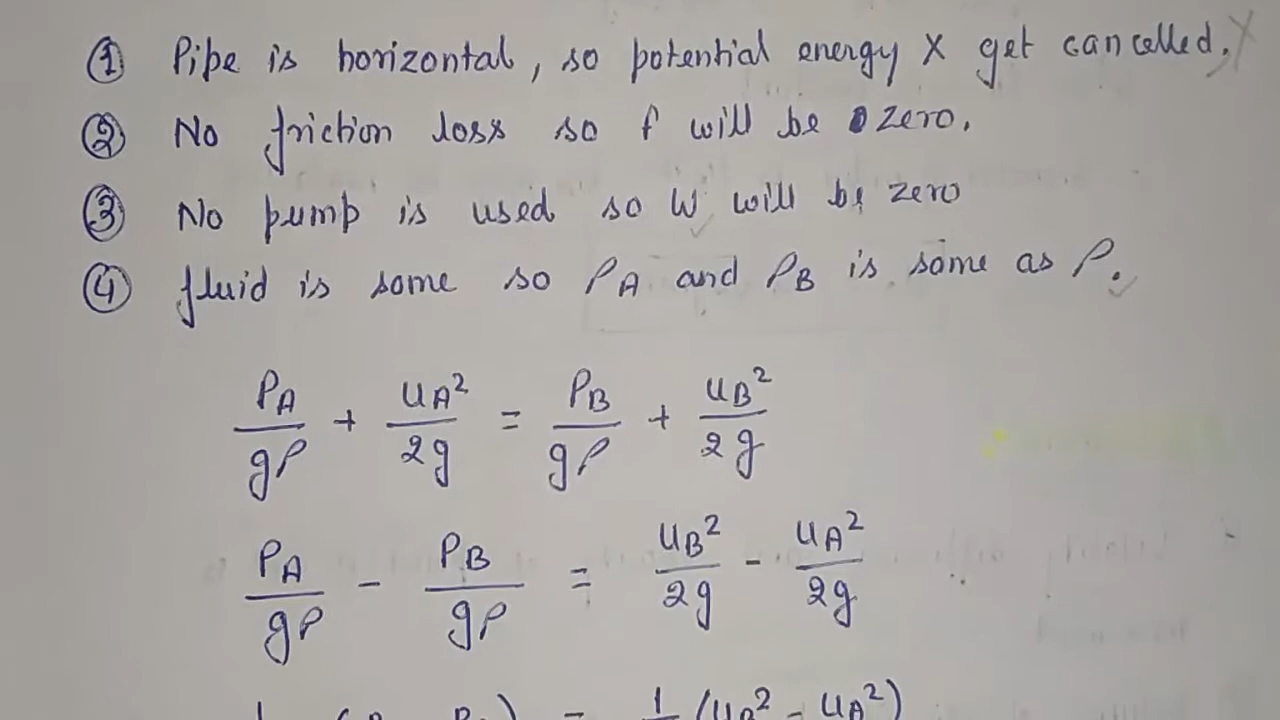 ① Pipe is horizontal, so potential energy X get cancelled.
② No friction loss so f will be zero.
③ No pump is used so W will be zero
④ fluid is same so ρA and ρB is same as ρ.
PA/gρ + uA²/2g = PB/gρ + uB²/2g
PA/gρ - PB/gρ = uB²/2g - uA²/2g